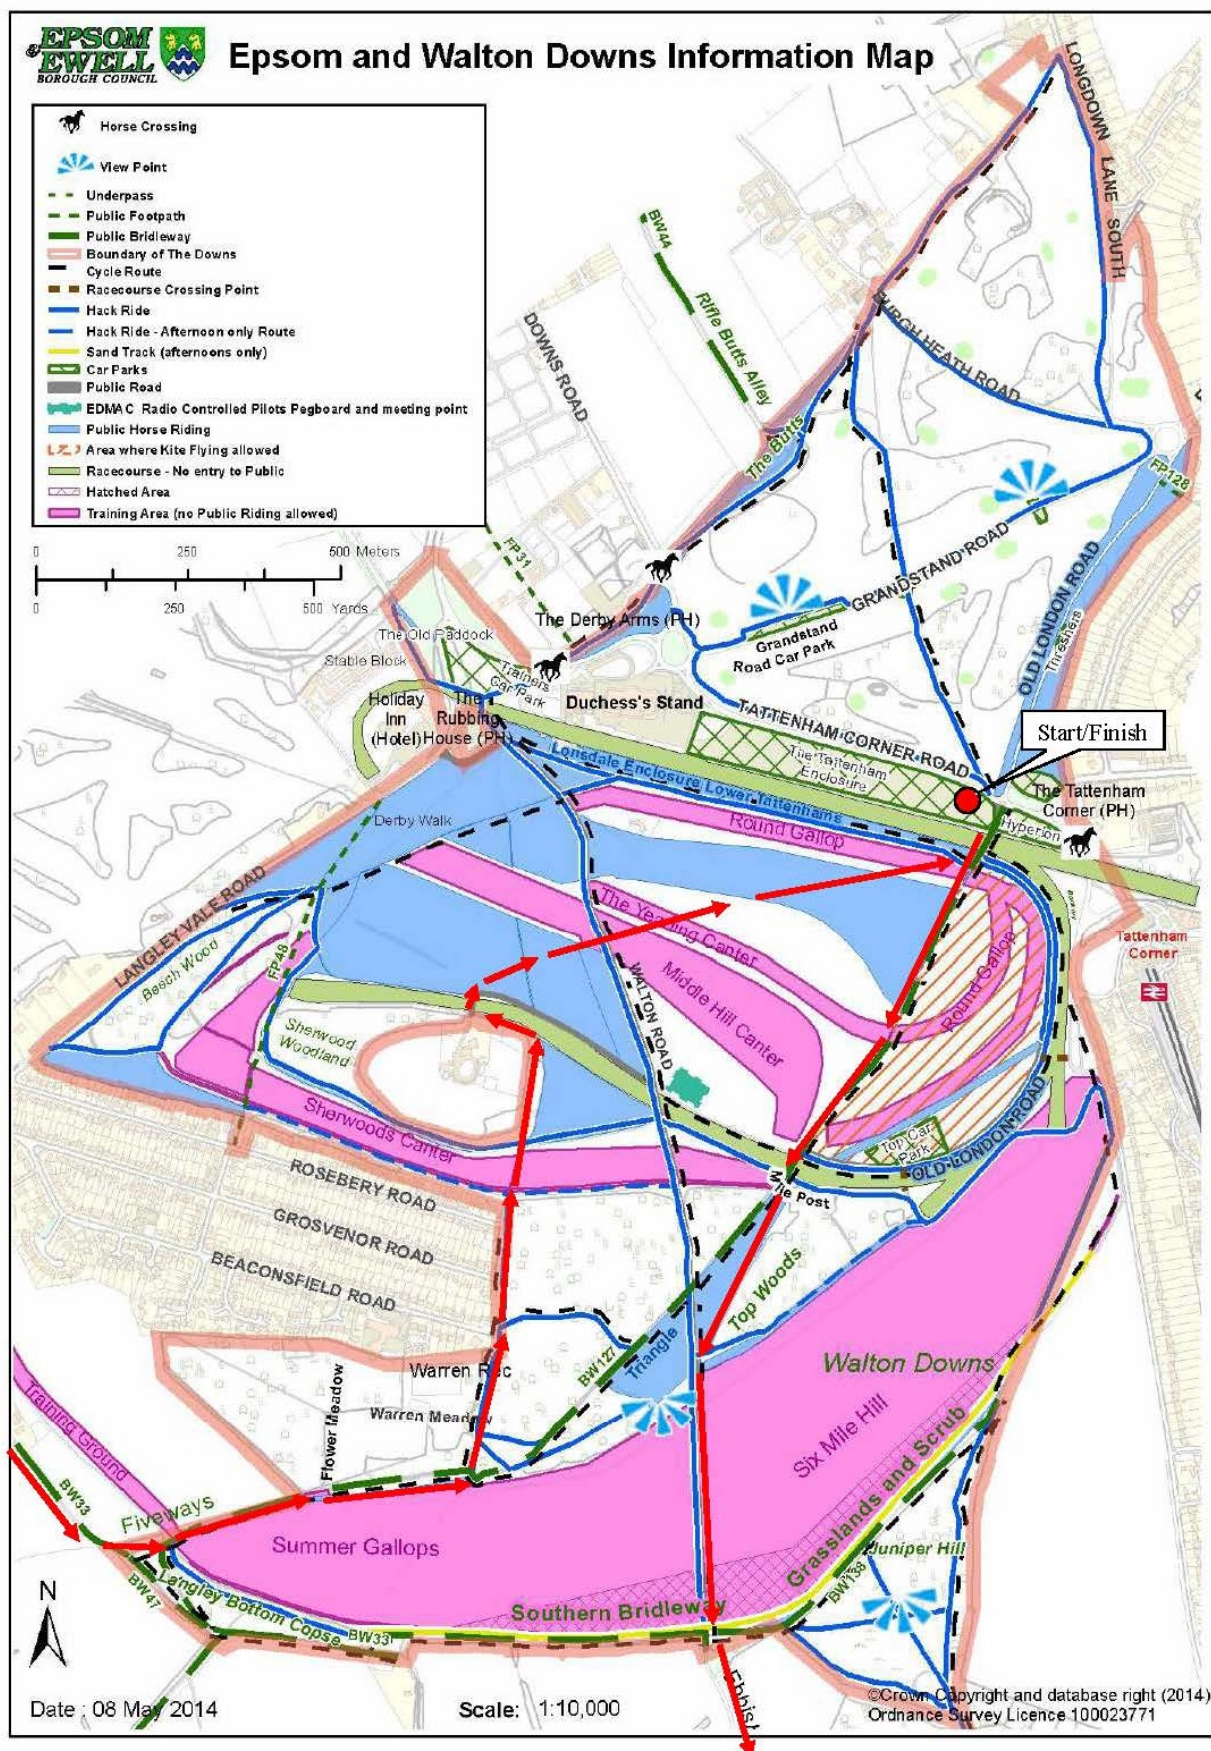 EPSOM
& EWELL
BOROUGH COUNCIL
Epsom and Walton Downs Information Map
Horse Crossing
View Point
Underpass
Public Footpath
Public Bridleway
Boundary of The Downs
Cycle Route
Racecourse Crossing Point
Hack Ride
Hack Ride - Afternoon only Route
Sand Track (afternoons only)
Car Parks
Public Road
EDMAC Radio Controlled Pilots Pegboard and meeting point
Public Horse Riding
Area where Kite Flying allowed
Racecourse - No entry to Public
Hatched Area
Training Area (no Public Riding allowed)
0 250 500 Meters
0 250 500 Yards
LONGDOWN LANE SOUTH
BW44
Rifle Butts Alley
DOWNS ROAD
BURGH HEATH ROAD
The Butts
FP128
FP31
GRANDSTAND ROAD
OLD LONDON ROAD
Threshers
The Derby Arms (PH)
Grandstand
Road Car Park
The Old Paddock
Stable Block
Trainers
Car Park
Duchess's Stand
Holiday
Inn
(Hotel)
The
Rubbing
House (PH)
TATTENHAM CORNER ROAD
The Tattenham
Enclosure
Start/Finish
The Tattenham
Corner (PH)
Hyperion
Lonsdale Enclosure Lower Tattenhams
Round Gallop
Derby Walk
LANGLEY VALE ROAD
Beech Wood
FP48
The Yearling Canter
Middle Hill Canter
WALTON ROAD
Round Gallop
Tattenham
Corner
Sherwood
Woodland
Sherwoods Canter
Top Car
Park
OLD LONDON ROAD
Mile Post
ROSEBERY ROAD
GROSVENOR ROAD
BEACONSFIELD ROAD
Top Woods
Triangle
BW127
Walton Downs
Warren Rec
Warren Meadow
Flower Meadow
Six Mile Hill
Training Ground
BW33
Fiveways
Summer Gallops
Grasslands and Scrub
Juniper Hill
BW138
BW47
Langley Bottom Copse
BW33
Southern Bridleway
N
Date : 08 May 2014
Scale: 1:10,000
©Crown Copyright and database right (2014)
Ordnance Survey Licence 100023771